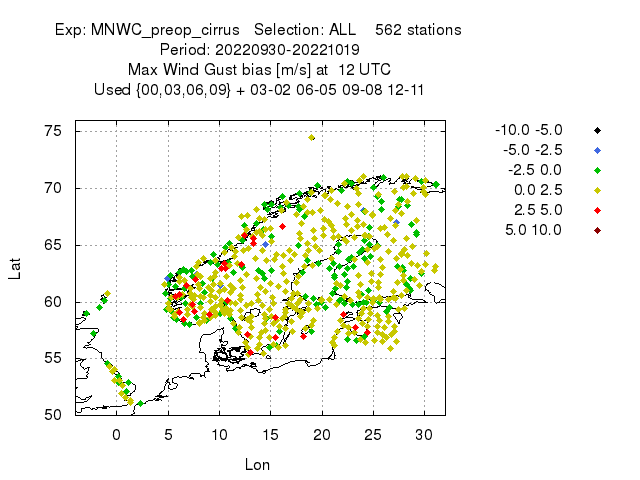 Exp: MNWC_preop_cirrus   Selection: ALL    562 stations
Period: 20220930-20221019
Max Wind Gust bias [m/s] at  12 UTC
Used {00,03,06,09} + 03-02 06-05 09-08 12-11
-10.0 -5.0
-5.0 -2.5
-2.5 0.0
0.0 2.5
2.5 5.0
5.0 10.0
75
70
65
60
55
50
Lat
0 5 10 15 20 25 30
Lon